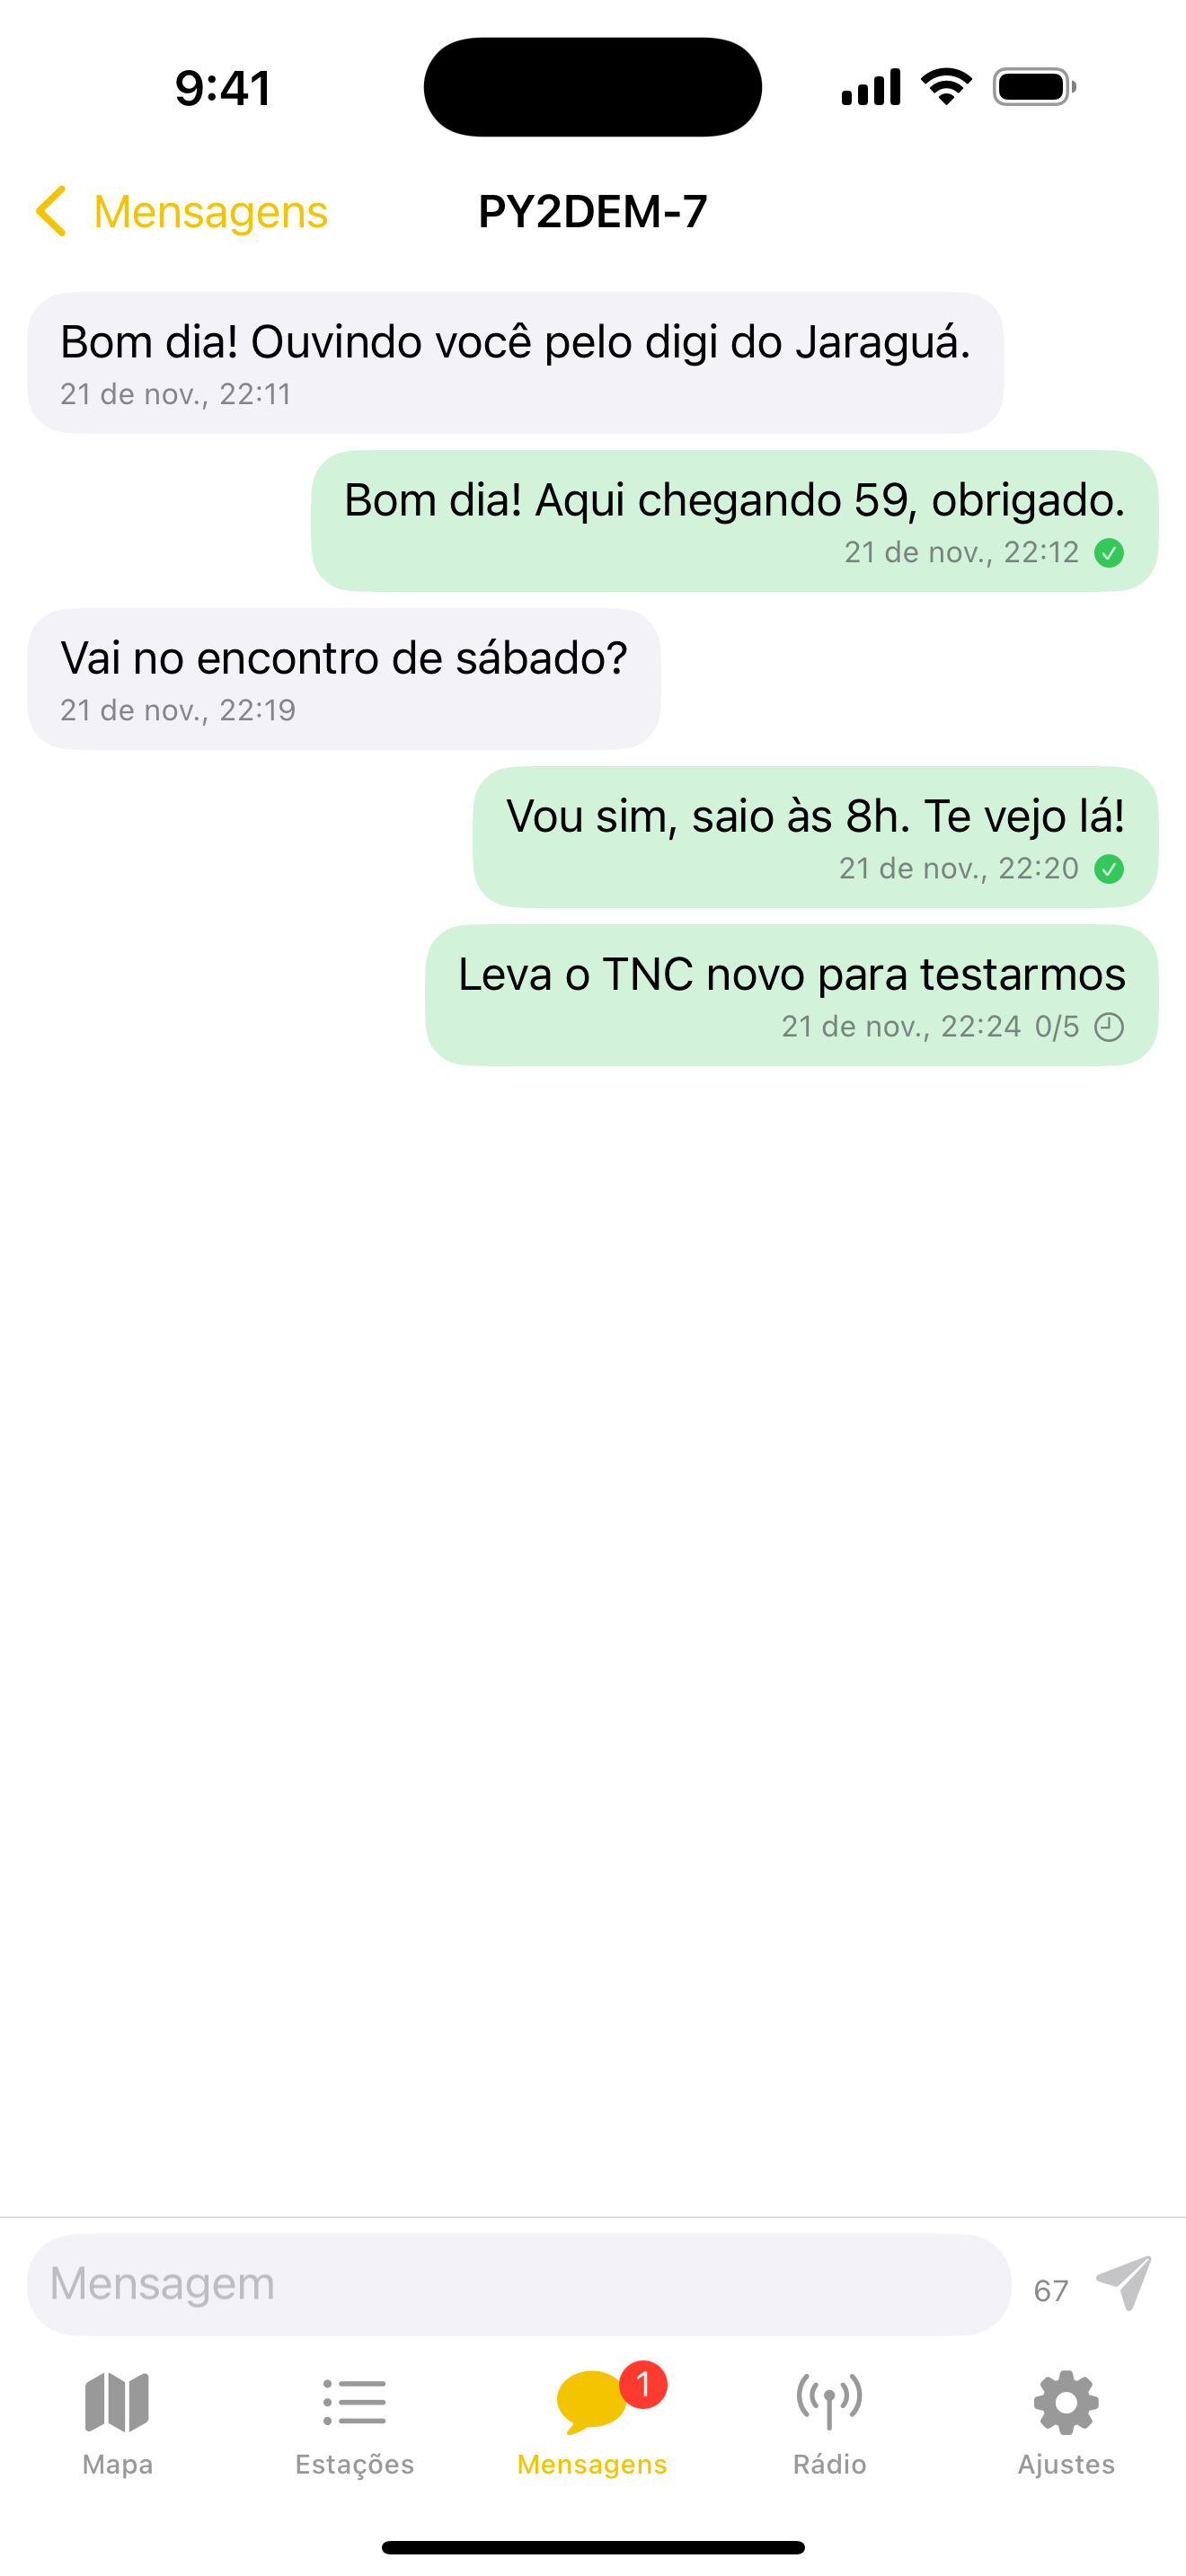 9:41
Mensagens
PY2DEM-7
Bom dia! Ouvindo você pelo digi do Jaraguá.
21 de nov., 22:11
Bom dia! Aqui chegando 59, obrigado.
21 de nov., 22:12
Vai no encontro de sábado?
21 de nov., 22:19
Vou sim, saio às 8h. Te vejo lá!
21 de nov., 22:20
Leva o TNC novo para testarmos
21 de nov., 22:24 0/5
Mensagem
67
1
Mapa
Estações
Mensagens
Rádio
Ajustes